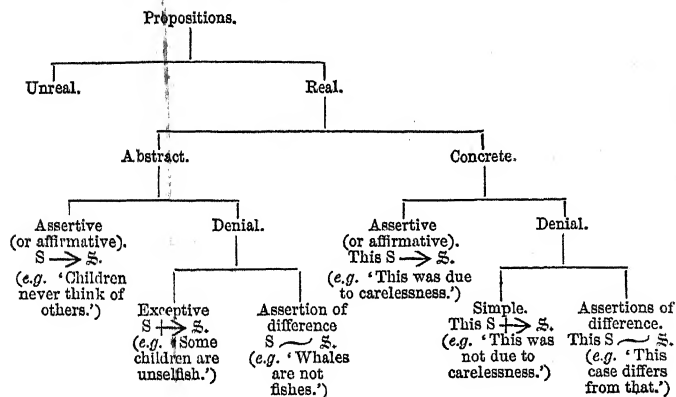 Propositions.
Unreal.
Real.
Abstract.
Concrete.
Assertive
(or affirmative).
S → S.
(e.g. 'Children
never think of
others.')
Denial.
Exceptive
S ⇸ S.
(e.g. 'Some
children are
unselfish.')
Assertion of
difference
S ∼ S.
(e.g. 'Whales
are not
fishes.')
Assertive
(or affirmative).
This S → S.
(e.g. 'This was due
to carelessness.')
Denial.
Simple.
This S ⇸ S.
(e.g. 'This was
not due to
carelessness.')
Assertions of
difference.
This S ∼ S.
(e.g. 'This
case differs
from that.')